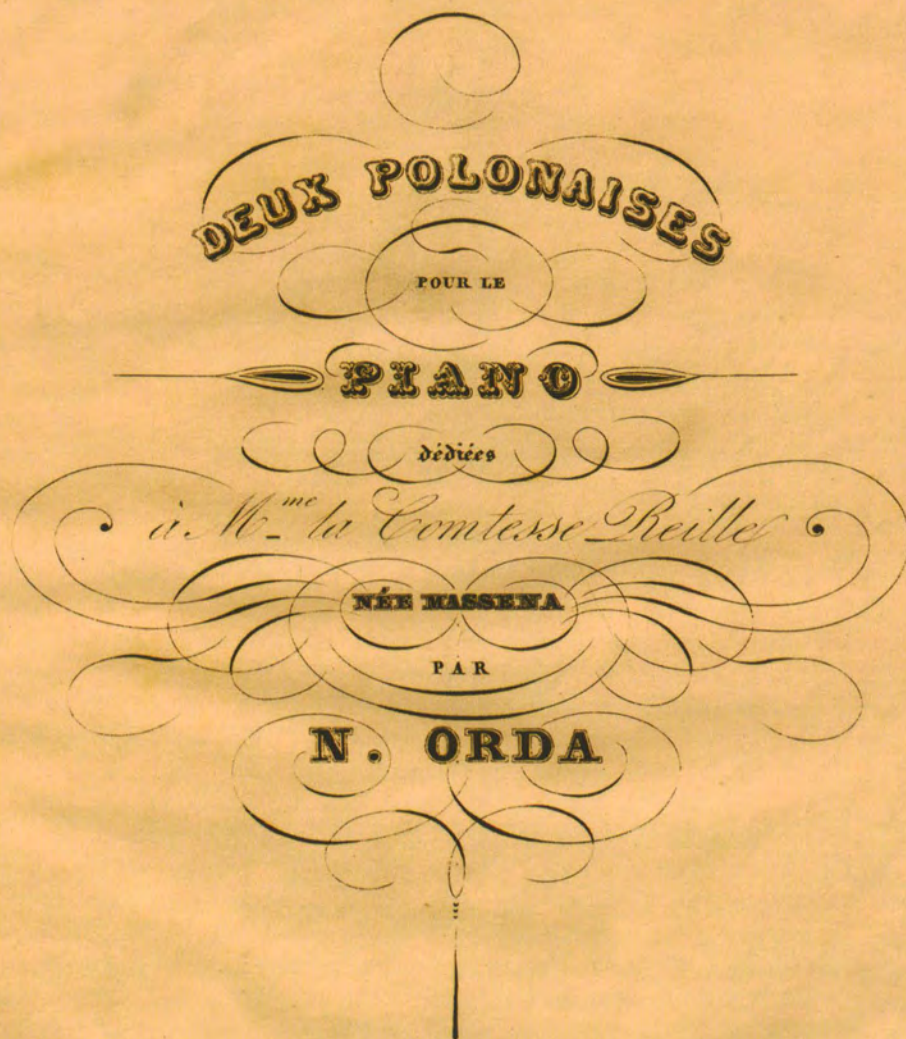 DEUX POLONAISES
POUR LE
PIANO
dédiées
à Mme la Comtesse Reille
NÉE MASSENA
PAR
N. ORDA